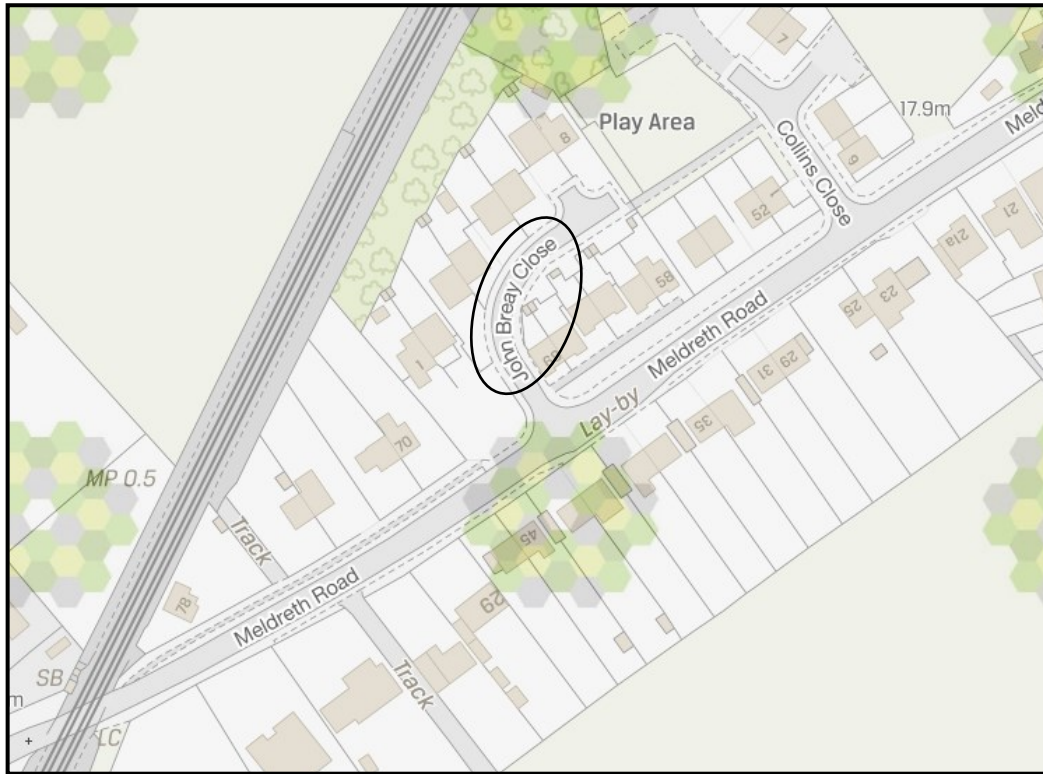 7
17.9m
Play Area
8
Collins Close
9
1
52
21
21a
John Breay Close
58
23
25
Meldreth Road
29
31
1
Lay-by
35
70
MP 0.5
45
Track
Meldreth Road
78
Track
SB
m
LC